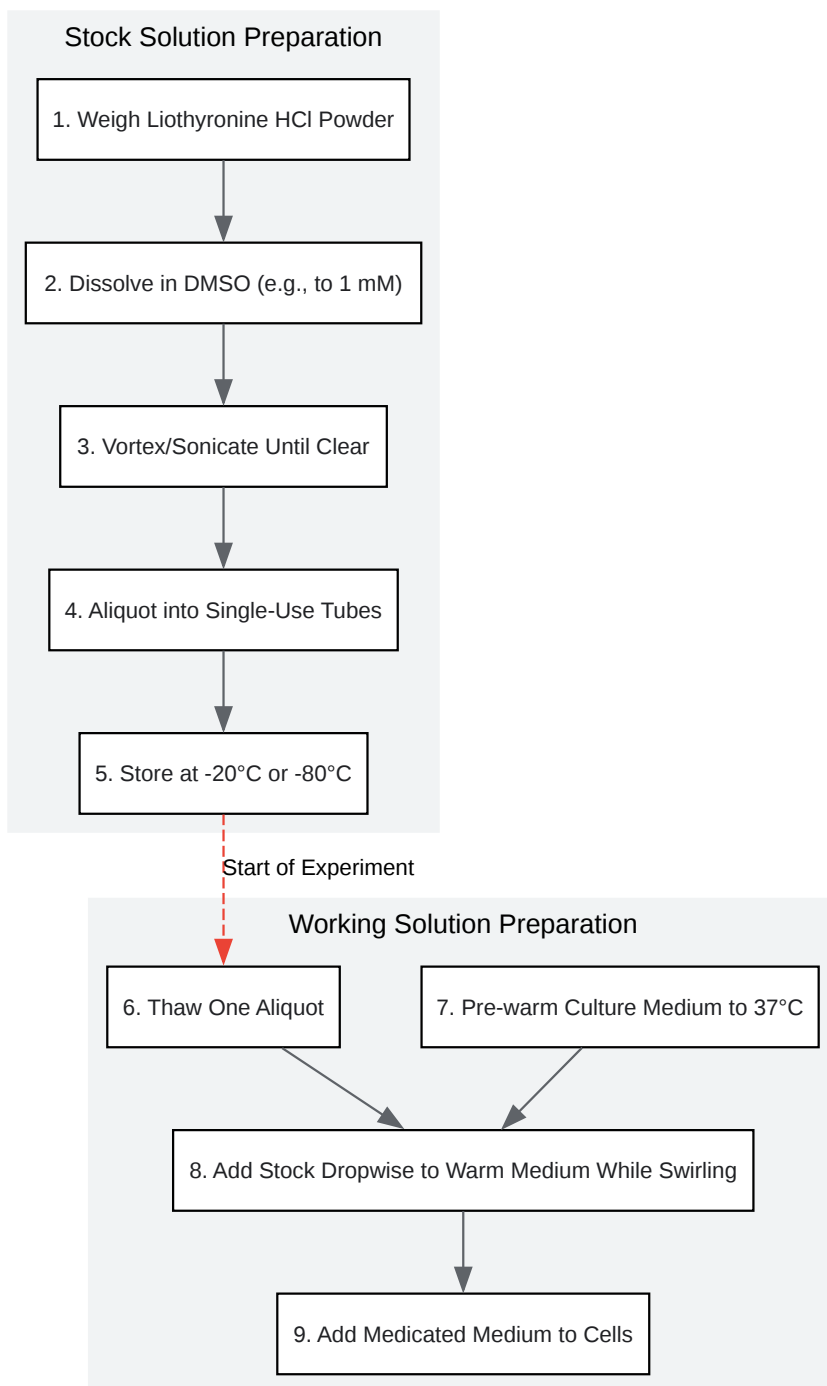 Stock Solution Preparation
1. Weigh Liothyronine HCl Powder
2. Dissolve in DMSO (e.g., to 1 mM)
3. Vortex/Sonicate Until Clear
4. Aliquot into Single-Use Tubes
5. Store at -20°C or -80°C
Start of Experiment
Working Solution Preparation
6. Thaw One Aliquot
7. Pre-warm Culture Medium to 37°C
8. Add Stock Dropwise to Warm Medium While Swirling
9. Add Medicated Medium to Cells